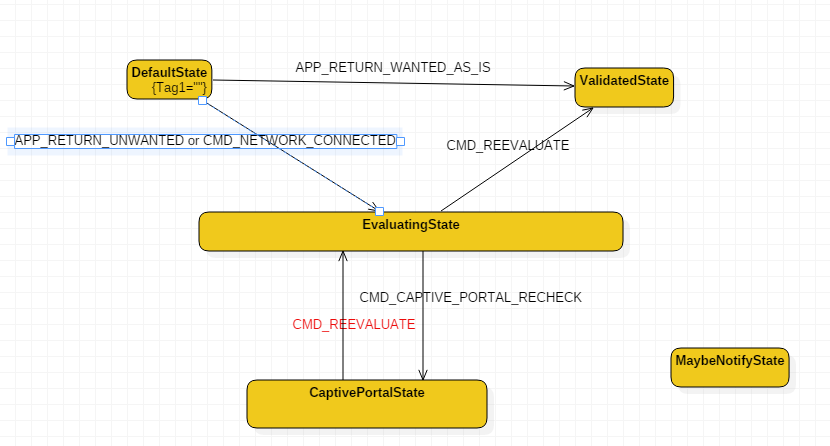 APP_RETURN_WANTED_AS_IS
DefaultState
{Tag1=""}
ValidatedState
APP_RETURN_UNWANTED or CMD_NETWORK_CONNECTED
CMD_REEVALUATE
EvaluatingState
CMD_CAPTIVE_PORTAL_RECHECK
CMD_REEVALUATE
MaybeNotifyState
CaptivePortalState